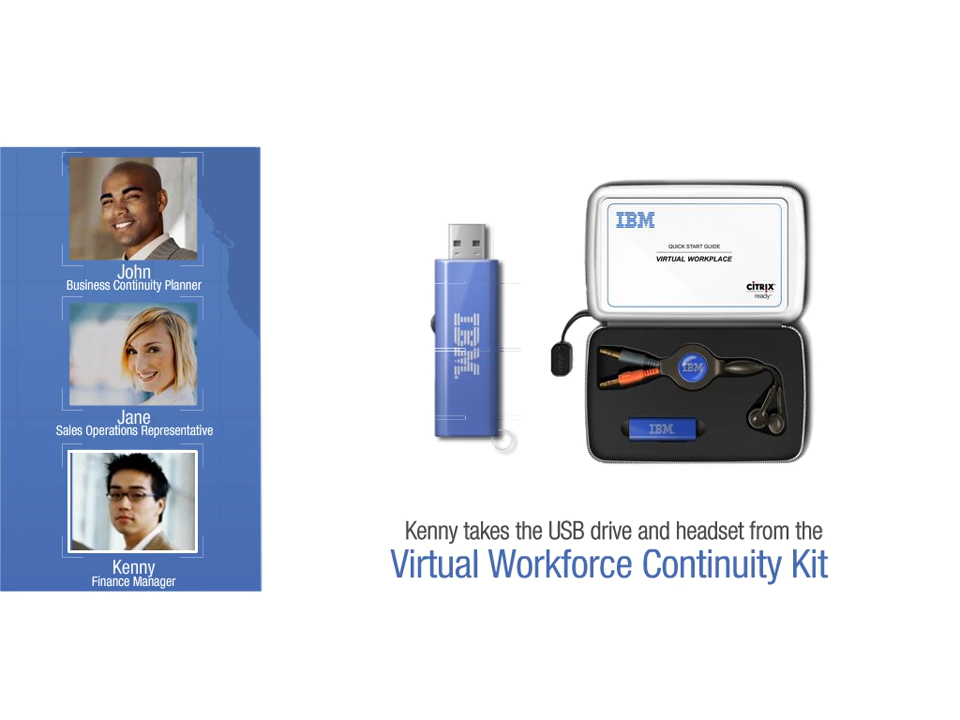 John
Business Continuity Planner
Jane
Sales Operations Representative
Kenny
Finance Manager
IBM
IBM
QUICK START GUIDE
VIRTUAL WORKPLACE
CITRIX
ready
IBM
IBM
Kenny takes the USB drive and headset from the
Virtual Workforce Continuity Kit